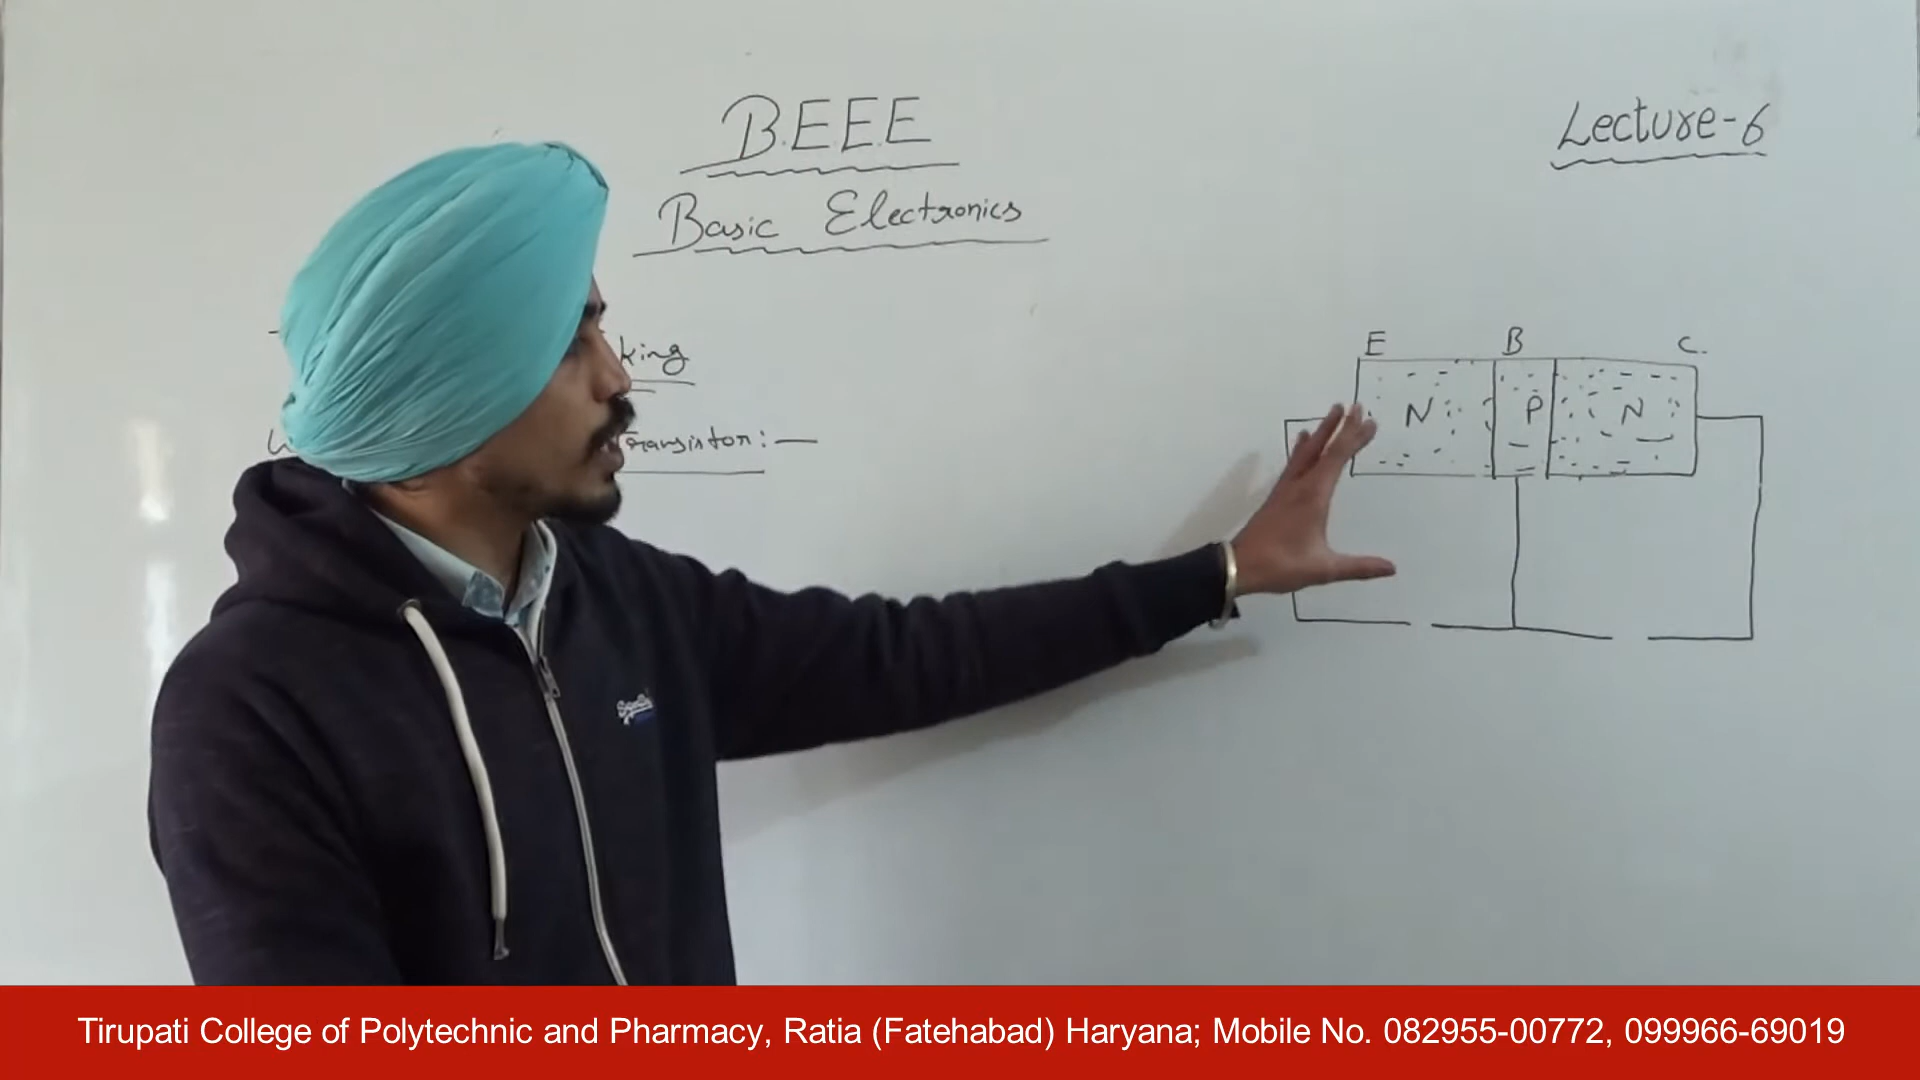 B.E.E.E
Lecture-6
Basic Electronics
king
Transistor:—
E B C.
N P N
Tirupati College of Polytechnic and Pharmacy, Ratia (Fatehabad) Haryana; Mobile No. 082955-00772, 099966-69019